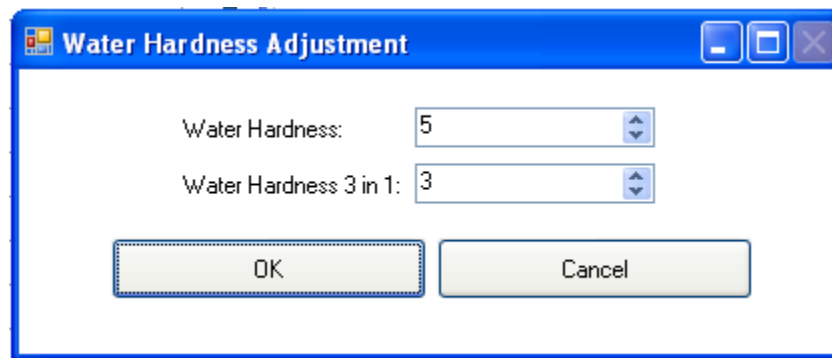 Water Hardness Adjustment
Water Hardness: 5
Water Hardness 3 in 1: 3
OK Cancel